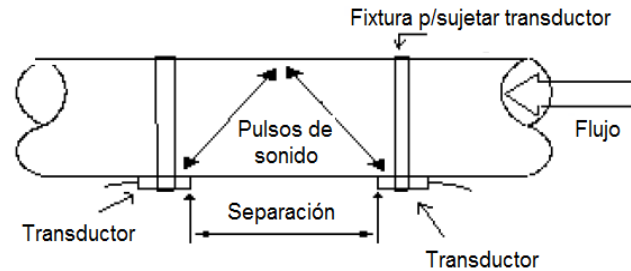 Fixtura p/sujetar transductor
Flujo
Pulsos de
sonido
Separación
Transductor
Transductor